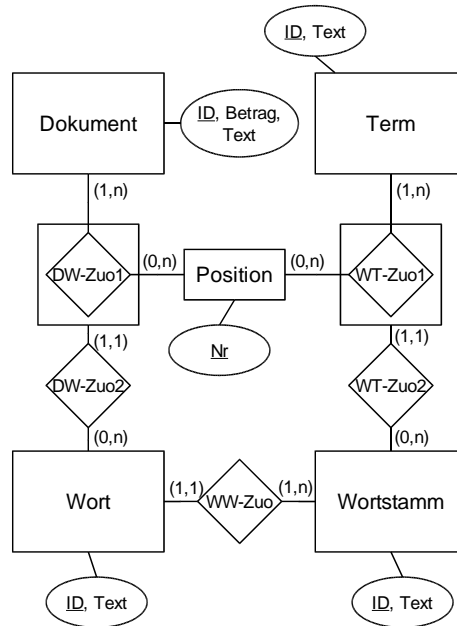 ID, Text
Dokument
ID, Betrag,
Text
Term
(1,n)
(1,n)
DW-Zuo1
(0,n)
Position
(0,n)
WT-Zuo1
(1,1)
Nr
(1,1)
DW-Zuo2
WT-Zuo2
(0,n)
(0,n)
Wort
(1,1)
WW-Zuo
(1,n)
Wortstamm
ID, Text
ID, Text